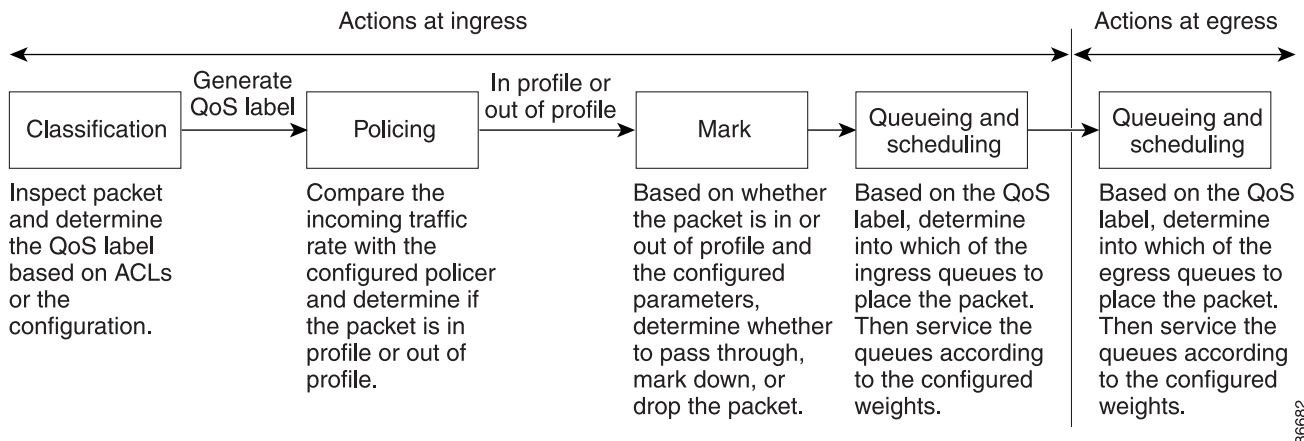 Actions at ingress
Actions at egress
Generate
QoS label
In profile or
out of profile
Classification
Policing
Mark
Queueing and
scheduling
Queueing and
scheduling
Inspect packet
and determine
the QoS label
based on ACLs
or the
configuration.
Compare the
incoming traffic
rate with the
configured policer
and determine if
the packet is in
profile or out of
profile.
Based on whether
the packet is in or
out of profile and
the configured
parameters,
determine whether
to pass through,
mark down, or
drop the packet.
Based on the QoS
label, determine
into which of the
ingress queues to
place the packet.
Then service the
queues according
to the configured
weights.
Based on the QoS
label, determine
into which of the
egress queues to
place the packet.
Then service the
queues according
to the configured
weights.